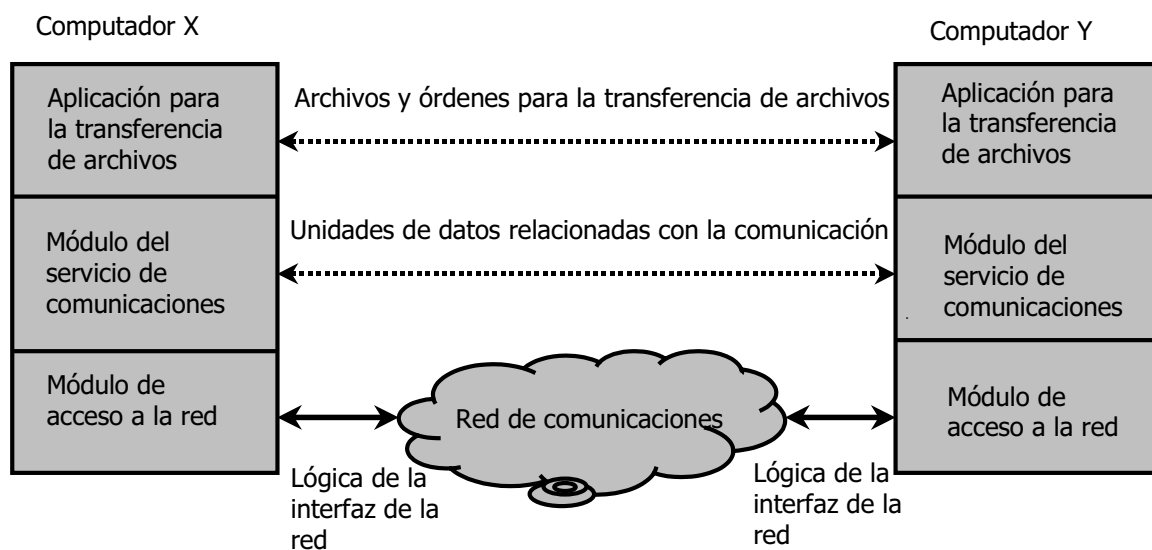 Computador X
Computador Y
Aplicación para
la transferencia
de archivos
Archivos y órdenes para la transferencia de archivos
Aplicación para
la transferencia
de archivos
Módulo del
servicio de
comunicaciones
Unidades de datos relacionadas con la comunicación
Módulo del
servicio de
comunicaciones
Módulo de
acceso a la red
Red de comunicaciones
Módulo de
acceso a la red
Lógica de la
interfaz de la
red
Lógica de la
interfaz de la
red